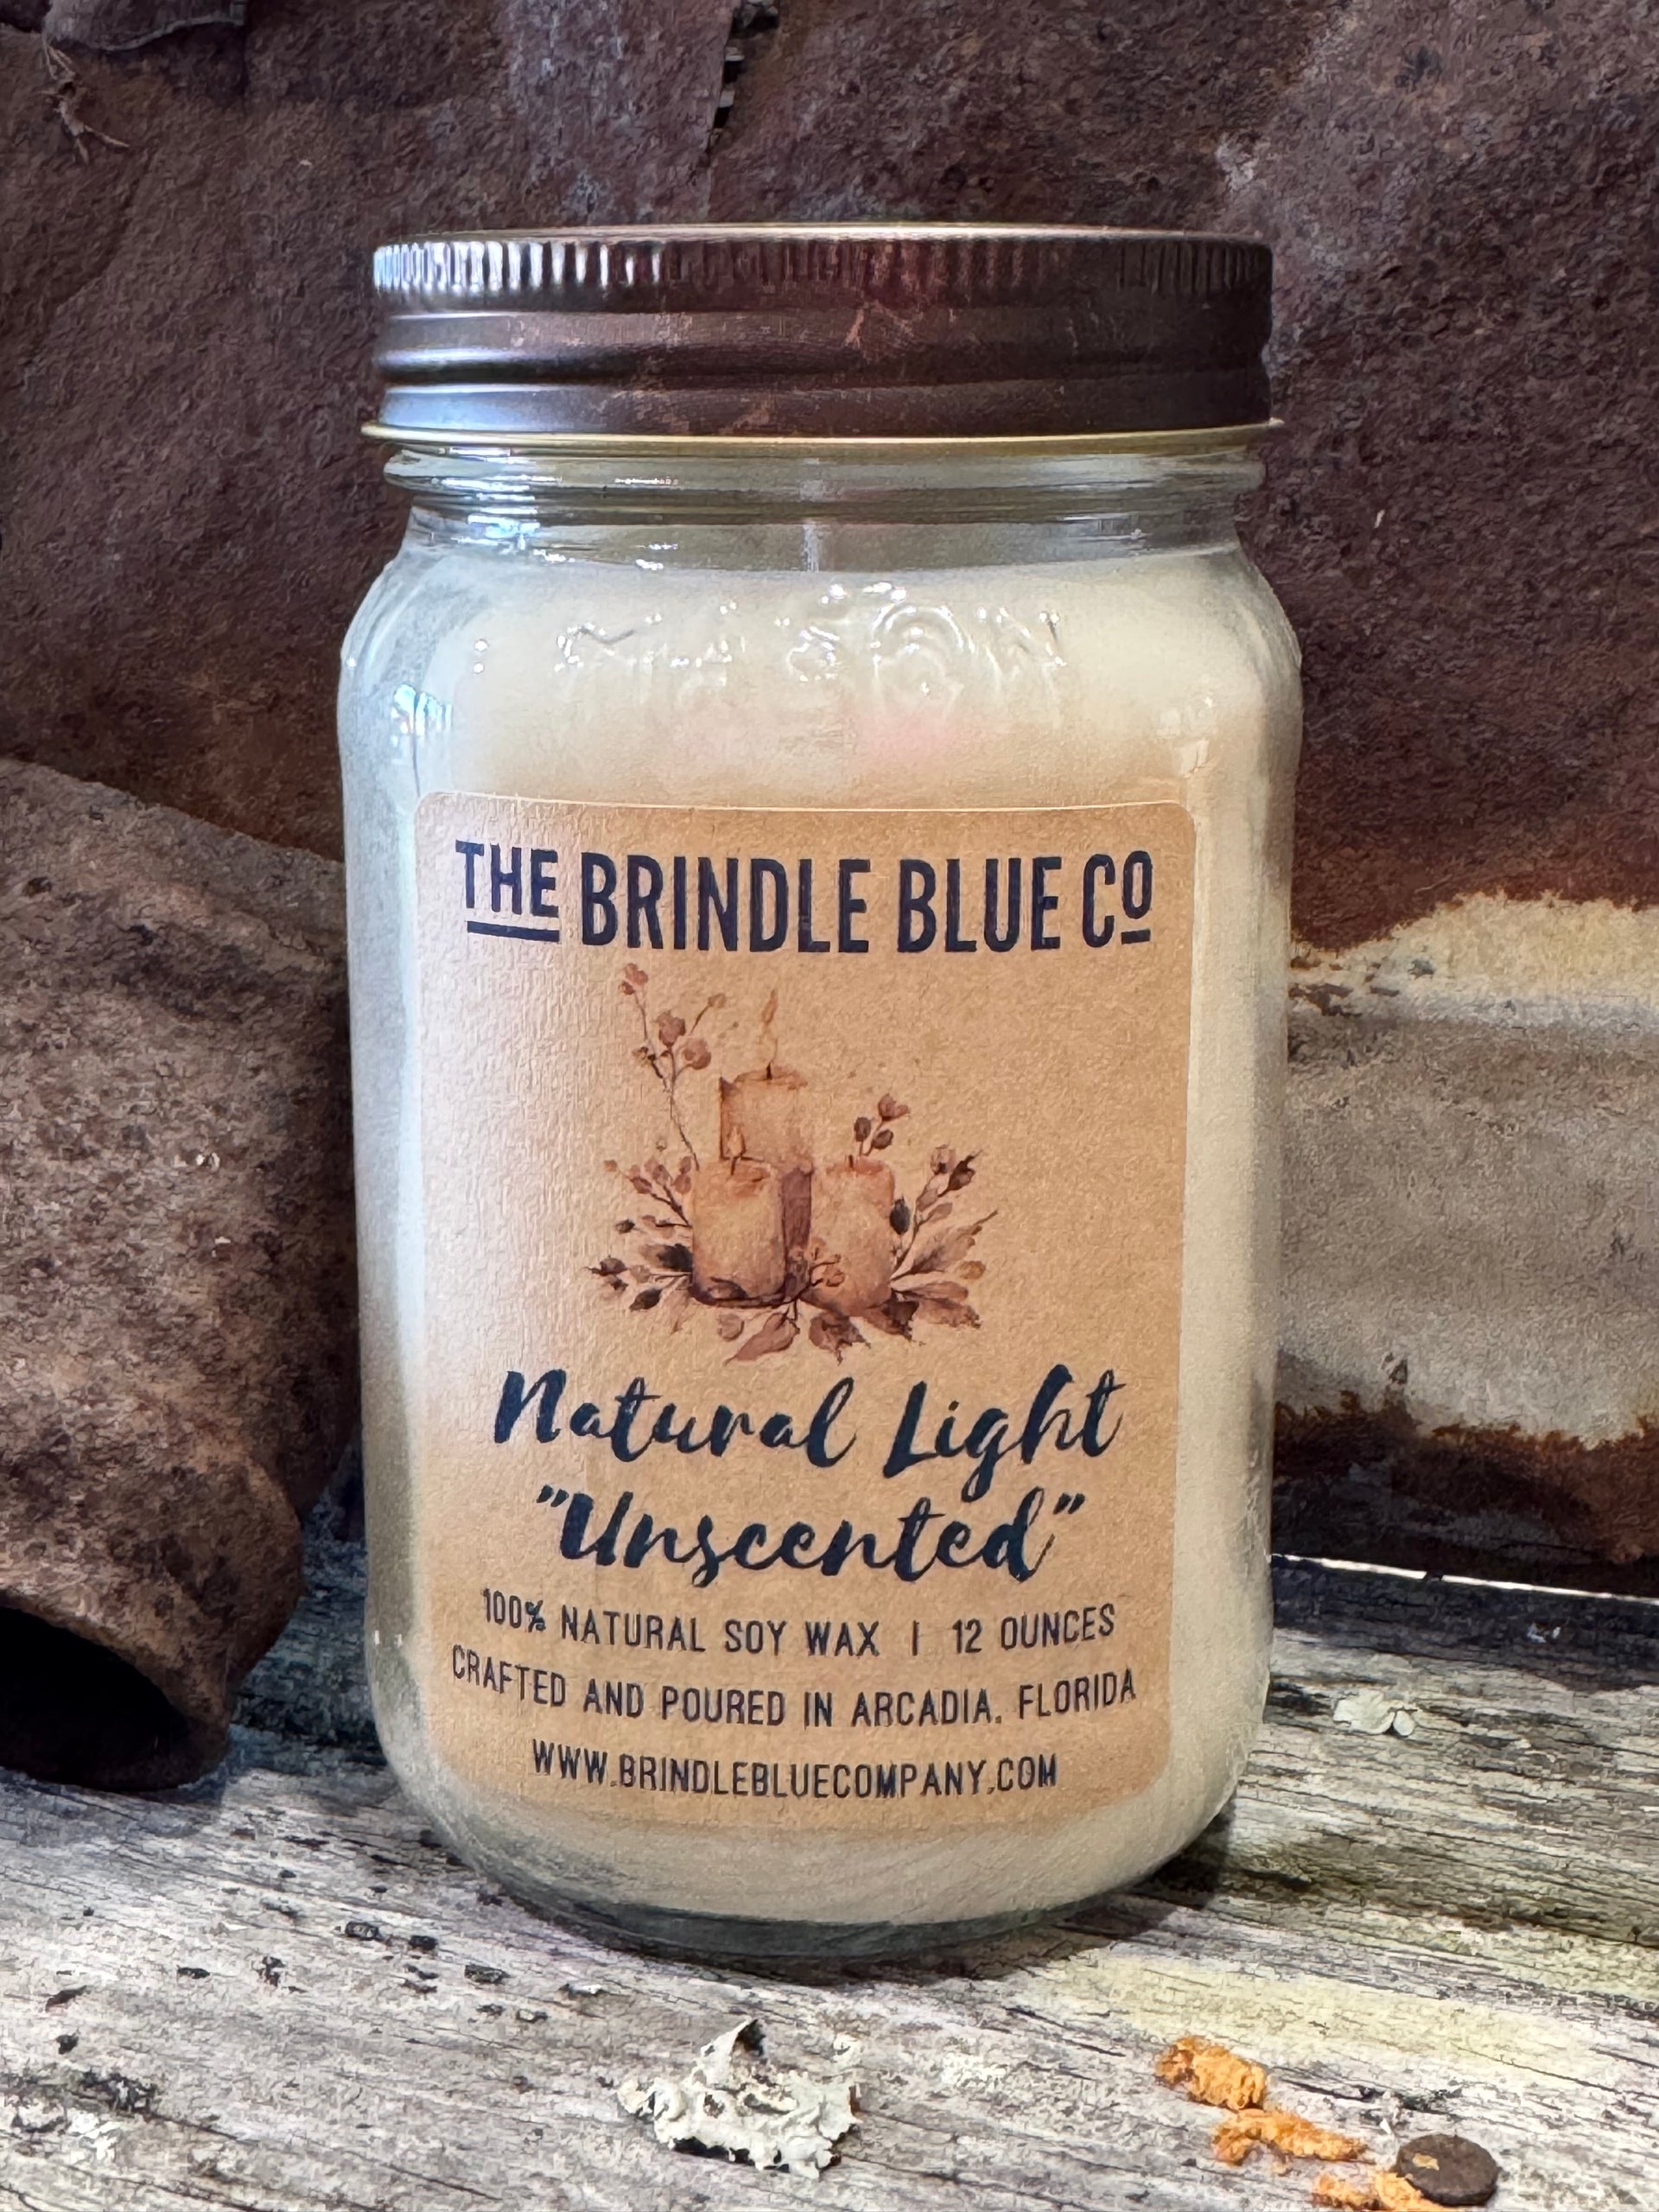 THE BRINDLE BLUE CO
Natural Light
"Unscented"
100% NATURAL SOY WAX | 12 OUNCES
CRAFTED AND POURED IN ARCADIA, FLORIDA
WWW.BRINDLEBLUECOMPANY.COM